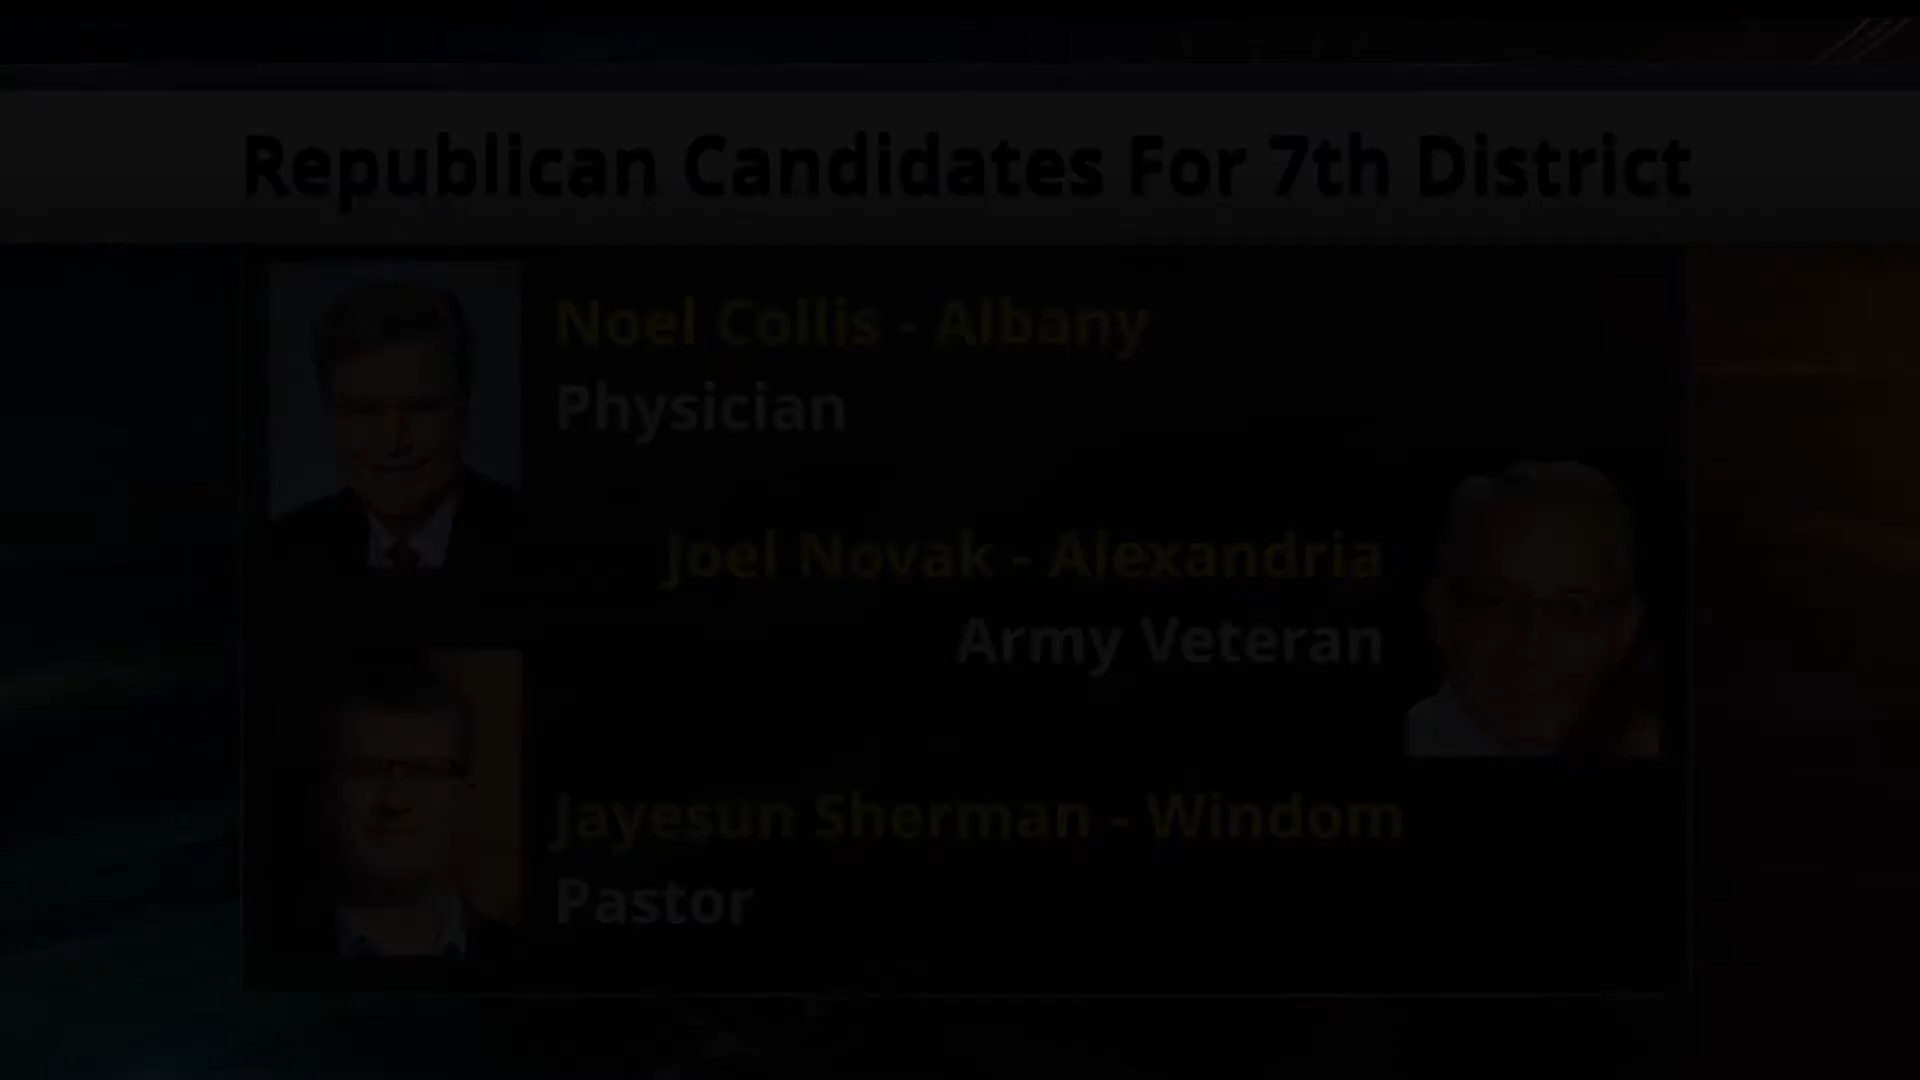 Republican Candidates For 7th District
Noel Collis - Albany
Physician
Joel Novak - Alexandria
Army Veteran
Jayesun Sherman - Windom
Pastor